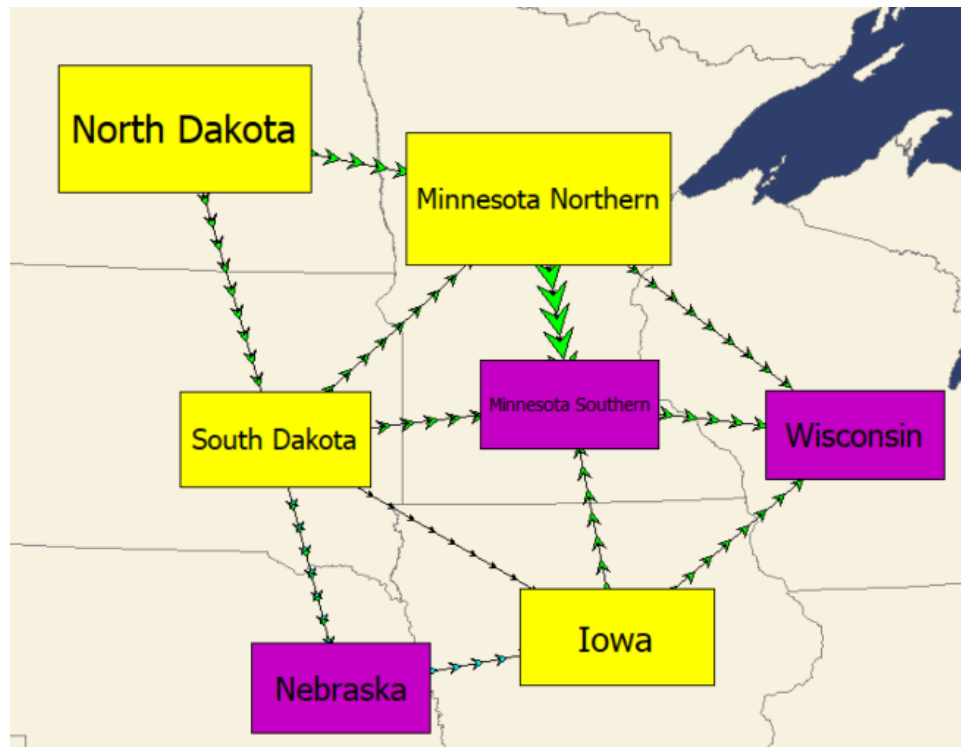 North Dakota
Minnesota Northern
Minnesota Southern
South Dakota
Wisconsin
Iowa
Nebraska